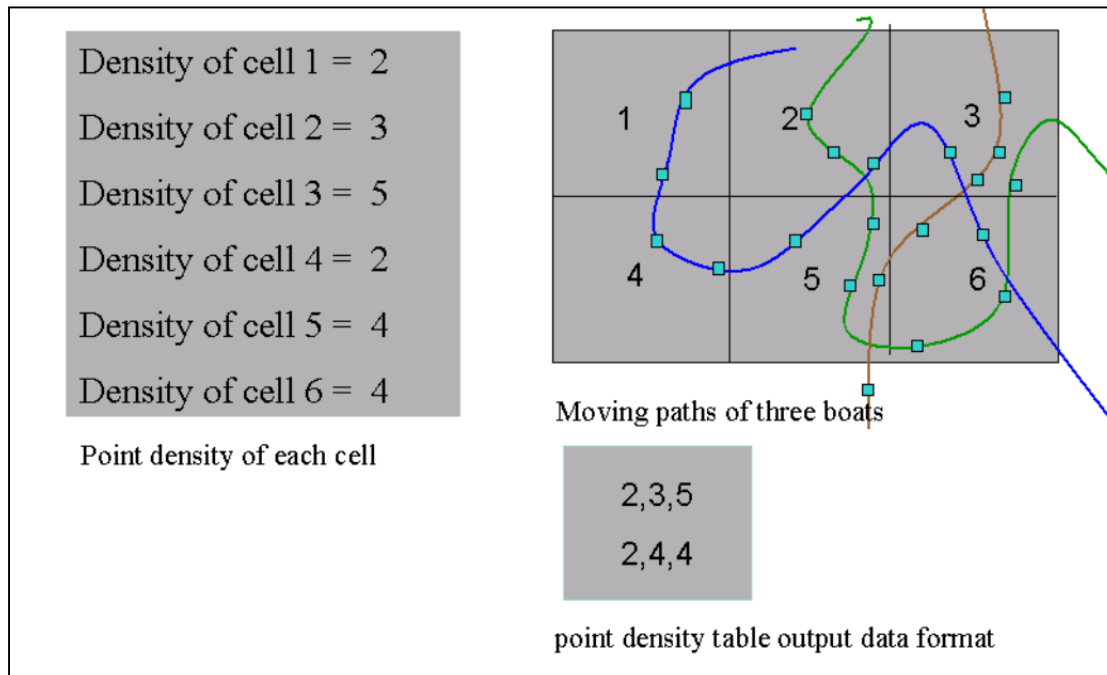 Density of cell 1 = 2
Density of cell 2 = 3
Density of cell 3 = 5
Density of cell 4 = 2
Density of cell 5 = 4
Density of cell 6 = 4
Point density of each cell
1
2
3
4
5
6
Moving paths of three boats
2,3,5
2,4,4
point density table output data format